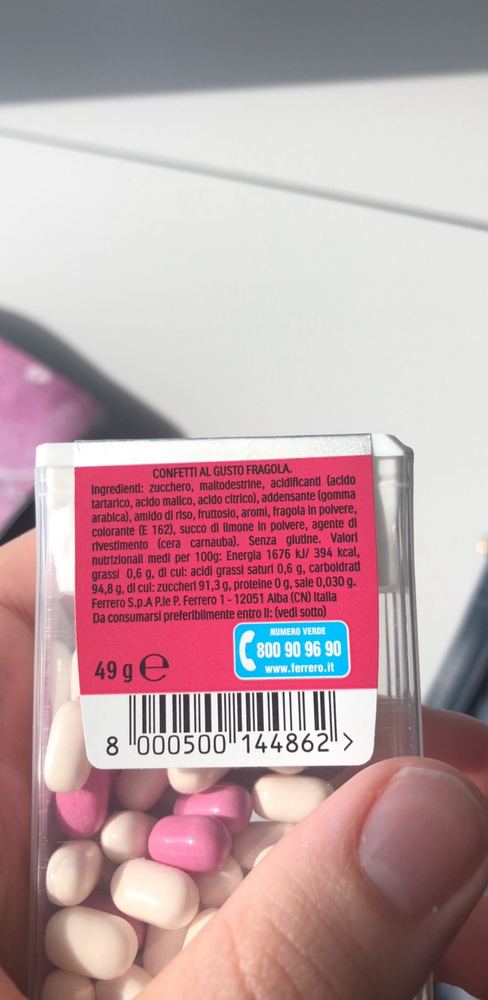 CONFETTI AL GUSTO FRAGOLA.
Ingredienti: zucchero, maltodestrine, acidificanti (acido
tartarico, acido malico, acido citrico), addensante (gomma
arabica), amido di riso, fruttosio, aromi, fragola in polvere,
colorante (E 162), succo di limone in polvere, agente di
rivestimento (cera carnauba). Senza glutine. Valori
nutrizionali medi per 100g: Energia 1676 KJ/ 394 kcal,
grassi 0,6 g, di cui: acidi grassi saturi 0,6 g, carboidrati
94,8 g, di cui: zuccheri 91,3 g, proteine 0 g, sale 0,030 g.
Ferrero S.p.A P.le P. Ferrero 1 - 12051 Alba (CN) Italia
Da consumarsi preferibilmente entro il: (vedi sotto)
NUMERO VERDE
800 90 96 90
www.ferrero.it
49 g ℮
8 000500 144862 >